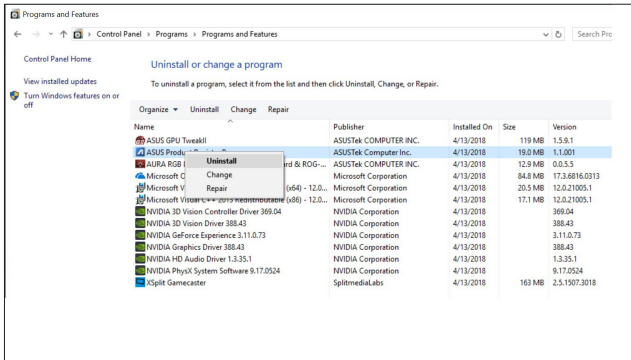 Programs and Features
Control Panel > Programs > Programs and Features
Search Pro
Control Panel Home
View installed updates
Turn Windows features on or
off
Uninstall or change a program
To uninstall a program, select it from the list and then click Uninstall, Change, or Repair.
Organize Uninstall Change Repair
Name Publisher Installed On Size Version
ASUS GPU TweakII ASUSTek COMPUTER INC. 4/13/2018 119 MB 1.5.9.1
ASUS Product ASUSTek Computer Inc. 4/13/2018 19.0 MB 1.1.001
AURA RGB rd & ROG-... ASUSTek COMPUTER INC. 4/13/2018 12.9 MB 0.0.5.5
Microsoft O Microsoft Corporation 4/13/2018 84.8 MB 17.3.6816.0313
Microsoft V (x64) - 12.0... Microsoft Corporation 4/13/2018 20.5 MB 12.0.21005.1
Microsoft Visual C++ 2013 Redistributable (x86) - 12.0... Microsoft Corporation 4/13/2018 17.1 MB 12.0.21005.1
NVIDIA 3D Vision Controller Driver 369.04 NVIDIA Corporation 4/13/2018 369.04
NVIDIA 3D Vision Driver 388.43 NVIDIA Corporation 4/13/2018 388.43
NVIDIA GeForce Experience 3.11.0.73 NVIDIA Corporation 4/13/2018 3.11.0.73
NVIDIA Graphics Driver 388.43 NVIDIA Corporation 4/13/2018 388.43
NVIDIA HD Audio Driver 1.3.35.1 NVIDIA Corporation 4/13/2018 1.3.35.1
NVIDIA PhysX System Software 9.17.0524 NVIDIA Corporation 4/13/2018 9.17.0524
XSplit Gamecaster SplitmediaLabs 4/13/2018 163 MB 2.5.1507.3018
Uninstall
Change
Repair